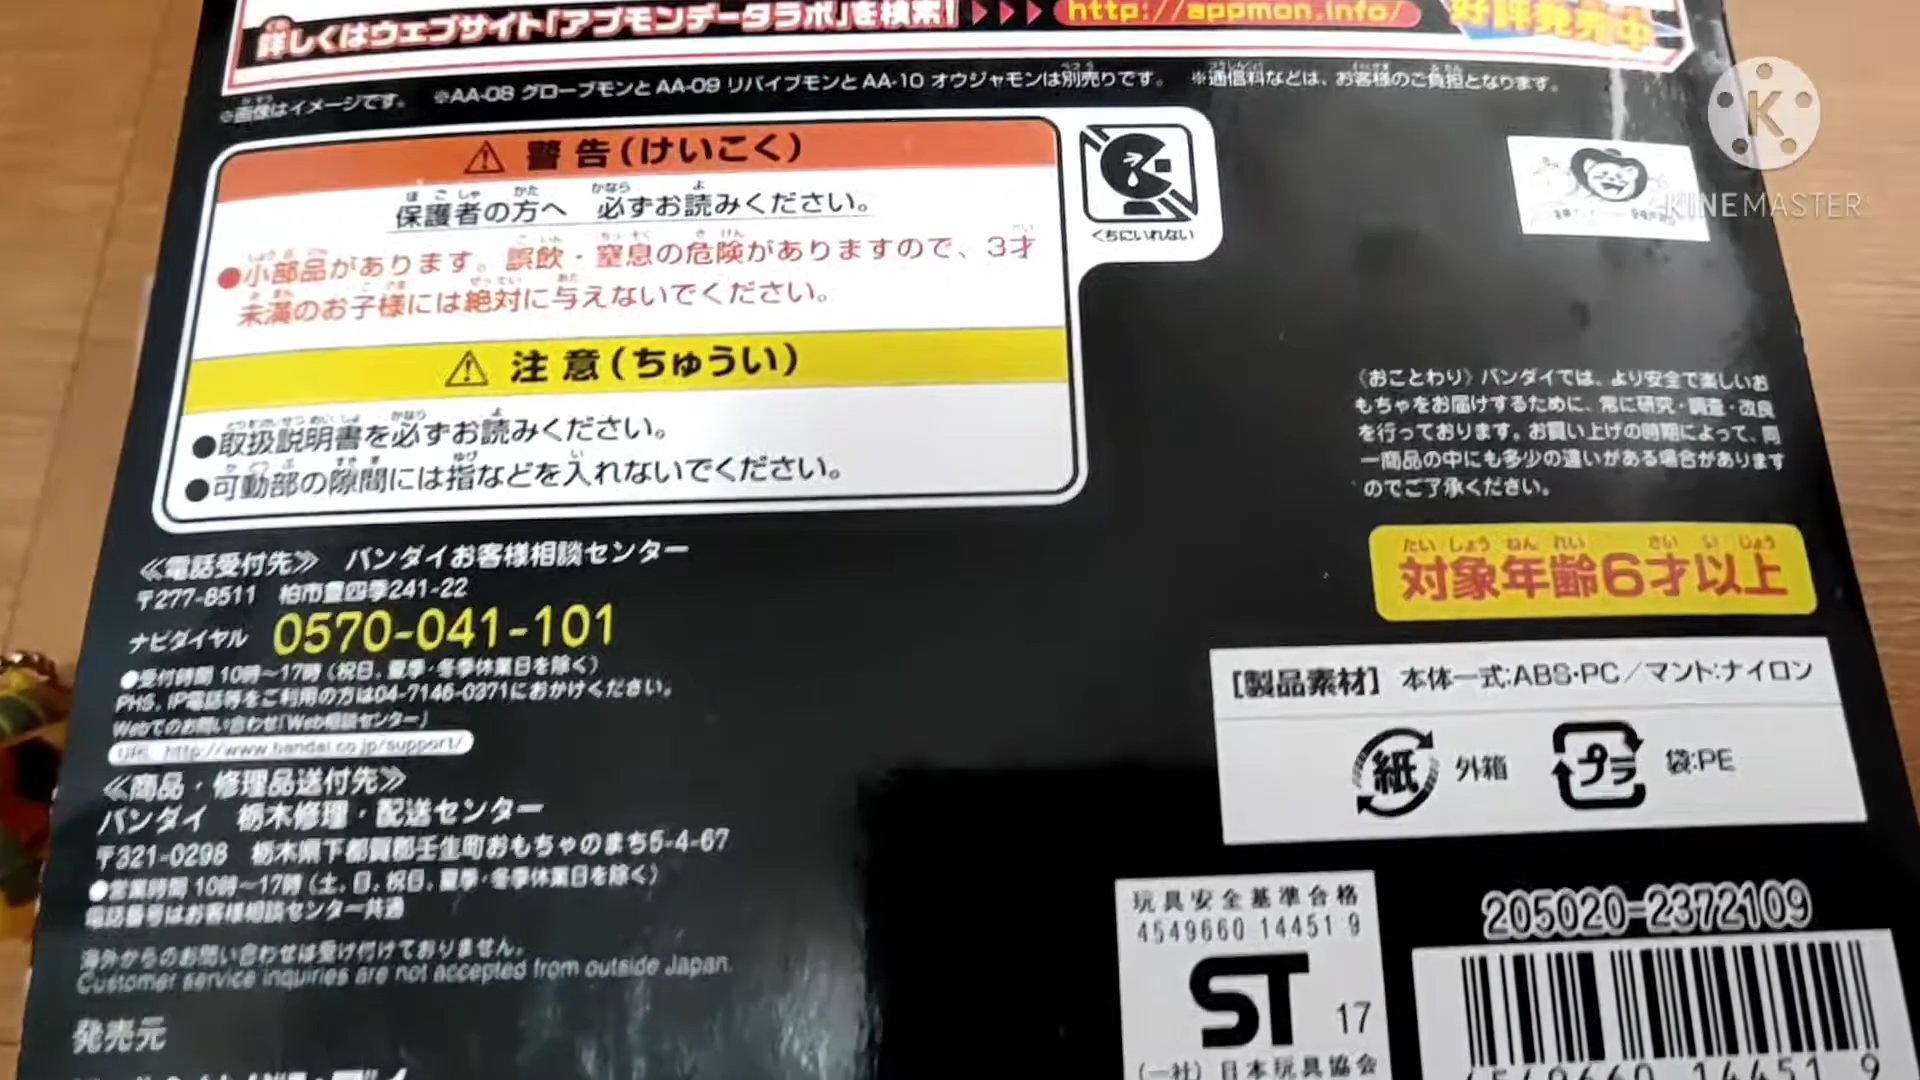 詳しくはウェブサイト「アプモンデータラボ」を検索!
http://appmon.info/
好評発売中
※画像はイメージです。 ※AA-08 グローブモンとAA-09 リバイブモンとAA-10 オウジャモンは別売りです。 ※通信料などは、お客様のご負担となります。
警告(けいこく)
保護者の方へ 必ずお読みください。
●小部品があります。誤飲・窒息の危険がありますので、3才
未満のお子様には絶対に与えないでください。
くちにいれない
注意(ちゅうい)
●取扱説明書を必ずお読みください。
●可動部の隙間には指などを入れないでください。
K
KINEMASTER
《おことわり》バンダイでは、より安全で楽しいお
もちゃをお届けするために、常に研究・調査・改良
を行っております。お買い上げの時期によって、同
一商品の中にも多少の違いがある場合があります
のでご了承ください。
たいしょうねんれい さいいじょう
対象年齢6才以上
≪電話受付先≫ バンダイお客様相談センター
〒277-8511 柏市豊四季241-22
ナビダイヤル 0570-041-101
●受付時間 10時～17時 (祝日、夏季・冬季休業日を除く)
PHS、IP電話等をご利用の方は04-7146-0371におかけください。
Webでのお問い合わせ「Web相談センター」
URL http://www.bandai.co.jp/support/
≪商品・修理品送付先≫
バンダイ 栃木修理・配送センター
〒321-0298 栃木県下都賀郡壬生町おもちゃのまち5-4-67
●営業時間 10時～17時 (土、日、祝日、夏季・冬季休業日を除く)
電話番号はお客様相談センター共通
海外からのお問い合わせは受け付けておりません。
Customer service inquiries are not accepted from outside Japan.
発売元
[製品素材] 本体一式:ABS・PC/マント:ナイロン
紙 外箱 プラ 袋:PE
玩具安全基準合格
4549660 14451 9
ST 17
(一社)日本玩具協会
205020-2372109
4549660 14451 9